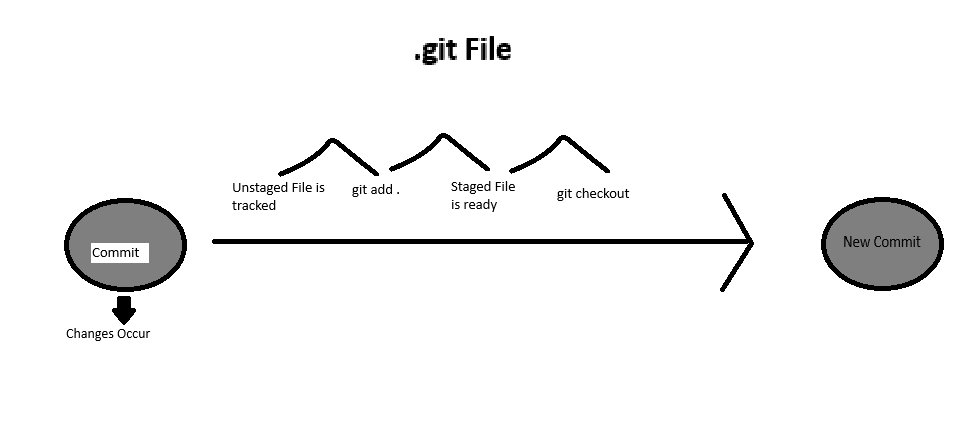 .git File
Unstaged File is
tracked
git add .
Staged File
is ready
git checkout
Commit
New Commit
Changes Occur